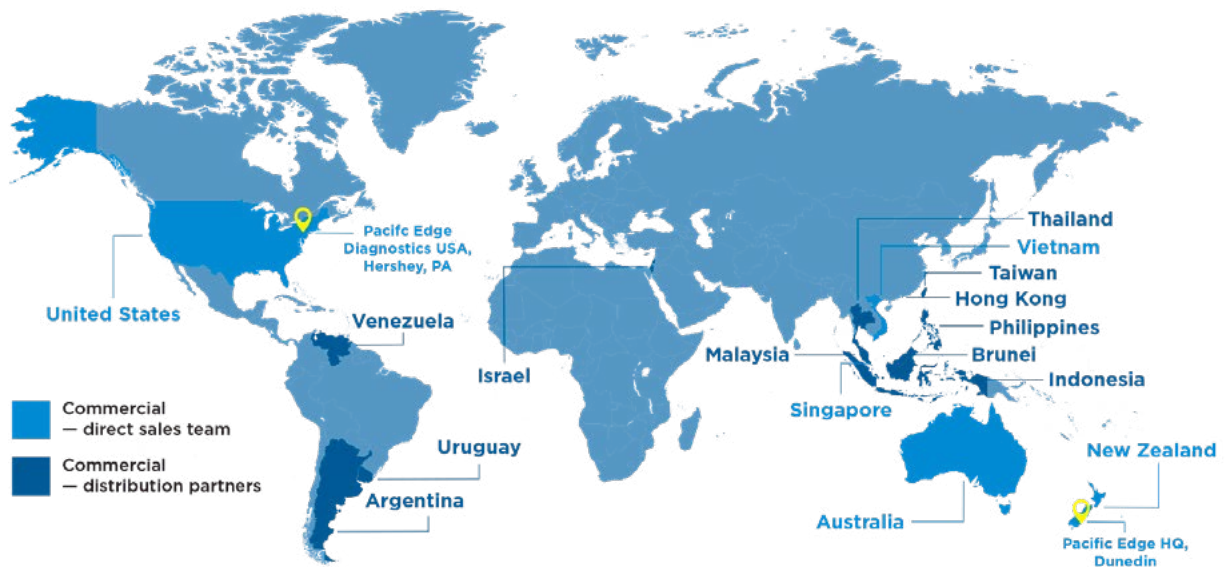 Thailand
Vietnam
Pacifc Edge
Diagnostics USA,
Hershey, PA
Taiwan
Hong Kong
United States
Venezuela
Philippines
Malaysia
Brunei
Israel
Indonesia
Singapore
Commercial
— direct sales team
Uruguay
New Zealand
Commercial
— distribution partners
Argentina
Australia
Pacific Edge HQ,
Dunedin